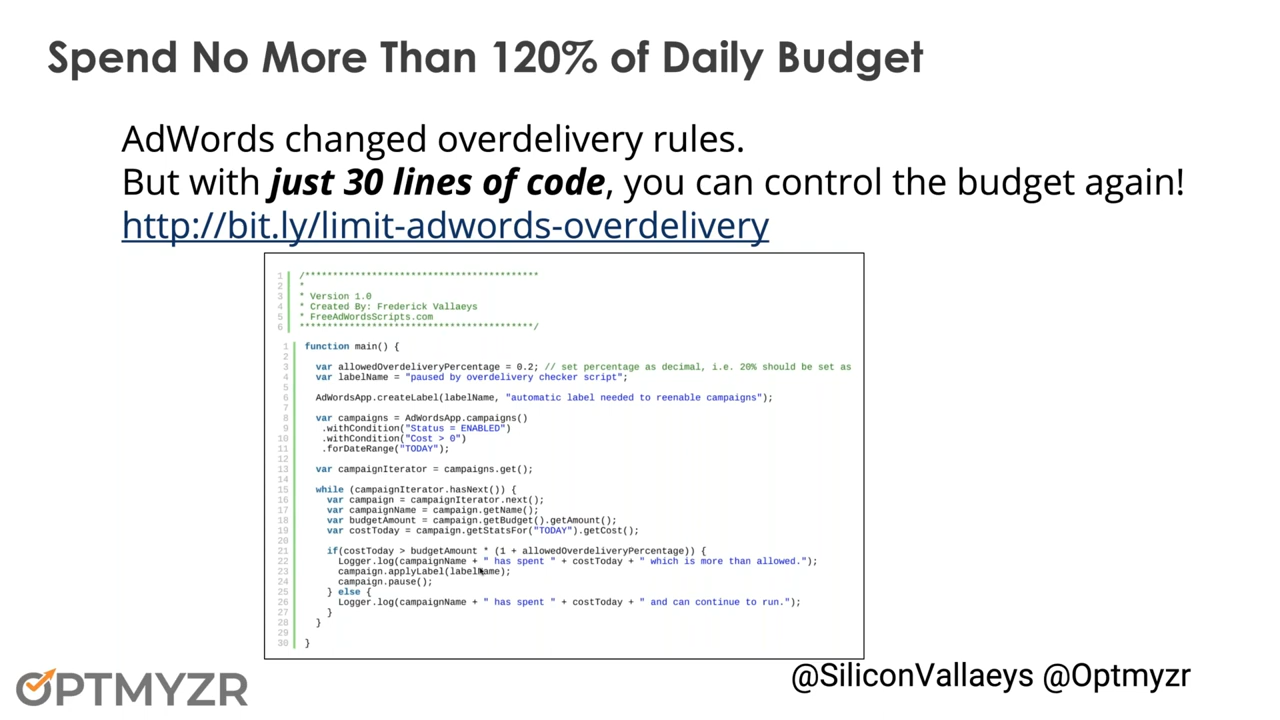 Spend No More Than 120% of Daily Budget
AdWords changed overdelivery rules.
But with just 30 lines of code, you can control the budget again!
http://bit.ly/limit-adwords-overdelivery
1 /******************************************
2 *
3 * Version 1.0
4 * Created By: Frederick Vallaeys
5 * FreeAdWordsScripts.com
6 ******************************************/
1 function main() {
2
3 var allowedOverdeliveryPercentage = 0.2; // set percentage as decimal, i.e. 20% should be set as
4 var labelName = "paused by overdelivery checker script";
5
6 AdWordsApp.createLabel(labelName, "automatic label needed to reenable campaigns");
7
8 var campaigns = AdWordsApp.campaigns()
9 .withCondition("Status = ENABLED")
10 .withCondition("Cost > 0")
11 .forDateRange("TODAY");
12
13 var campaignIterator = campaigns.get();
14
15 while (campaignIterator.hasNext()) {
16 var campaign = campaignIterator.next();
17 var campaignName = campaign.getName();
18 var budgetAmount = campaign.getBudget().getAmount();
19 var costToday = campaign.getStatsFor("TODAY").getCost();
20
21 if(costToday > budgetAmount * (1 + allowedOverdeliveryPercentage)) {
22 Logger.log(campaignName + " has spent " + costToday + " which is more than allowed.");
23 campaign.applyLabel(labelName);
24 campaign.pause();
25 } else {
26 Logger.log(campaignName + " has spent " + costToday + " and can continue to run.");
27 }
28 }
29
30 }
OPTMYZR
@SiliconVallaeys @Optmyzr